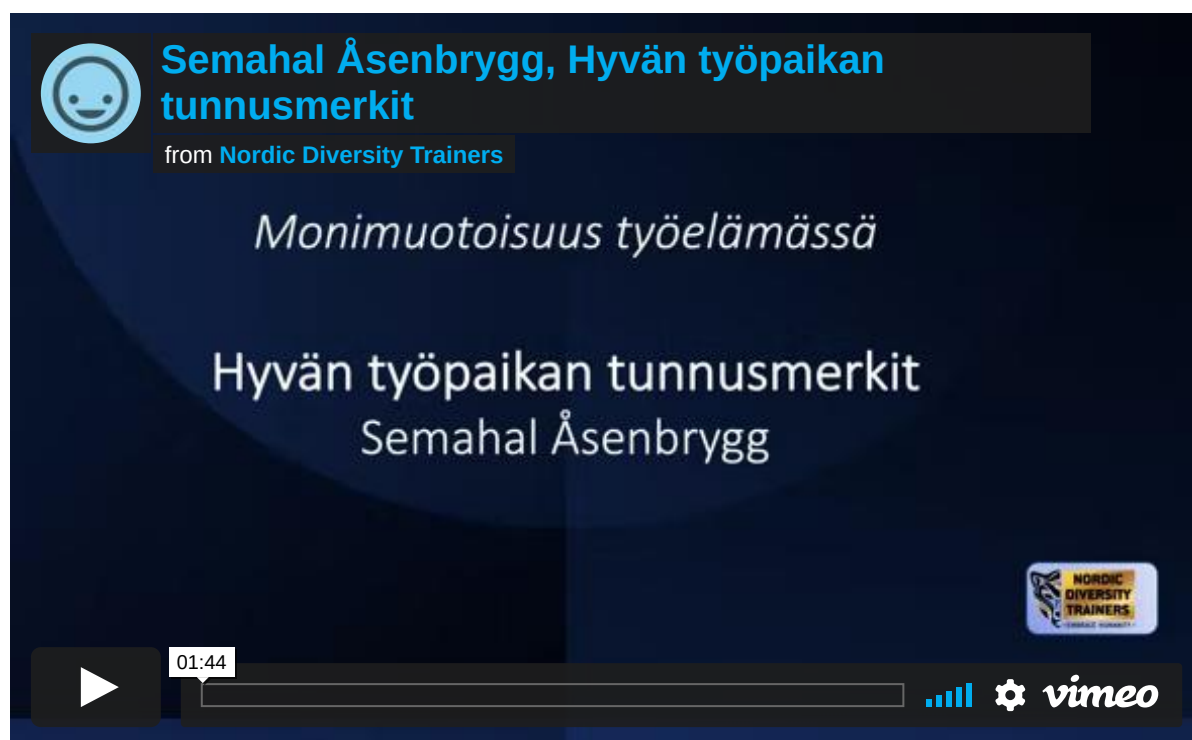 Semahal Åsenbrygg, Hyvän työpaikan
tunnusmerkit
from Nordic Diversity Trainers
Monimuotoisuus työelämässä
Hyvän työpaikan tunnusmerkit
Semahal Åsenbrygg
NORDIC
DIVERSITY
TRAINERS
01:44
vimeo